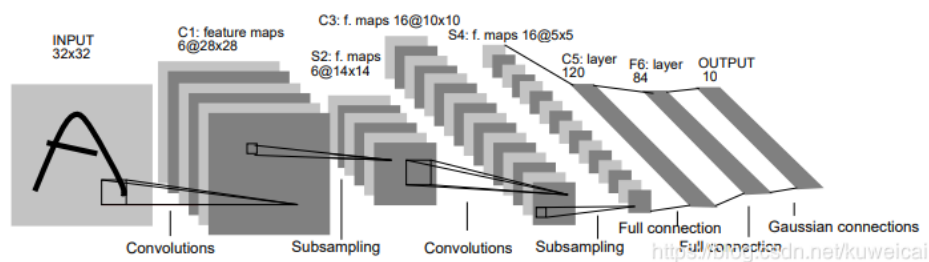 INPUT
32x32
C1: feature maps
6@28x28
S2: f. maps
6@14x14
C3: f. maps 16@10x10
S4: f. maps 16@5x5
C5: layer
120
F6: layer
84
OUTPUT
10
Convolutions
Subsampling
Convolutions
Subsampling
Full connection
Full connection
Gaussian connections
https://blog.csdn.net/kuweicai